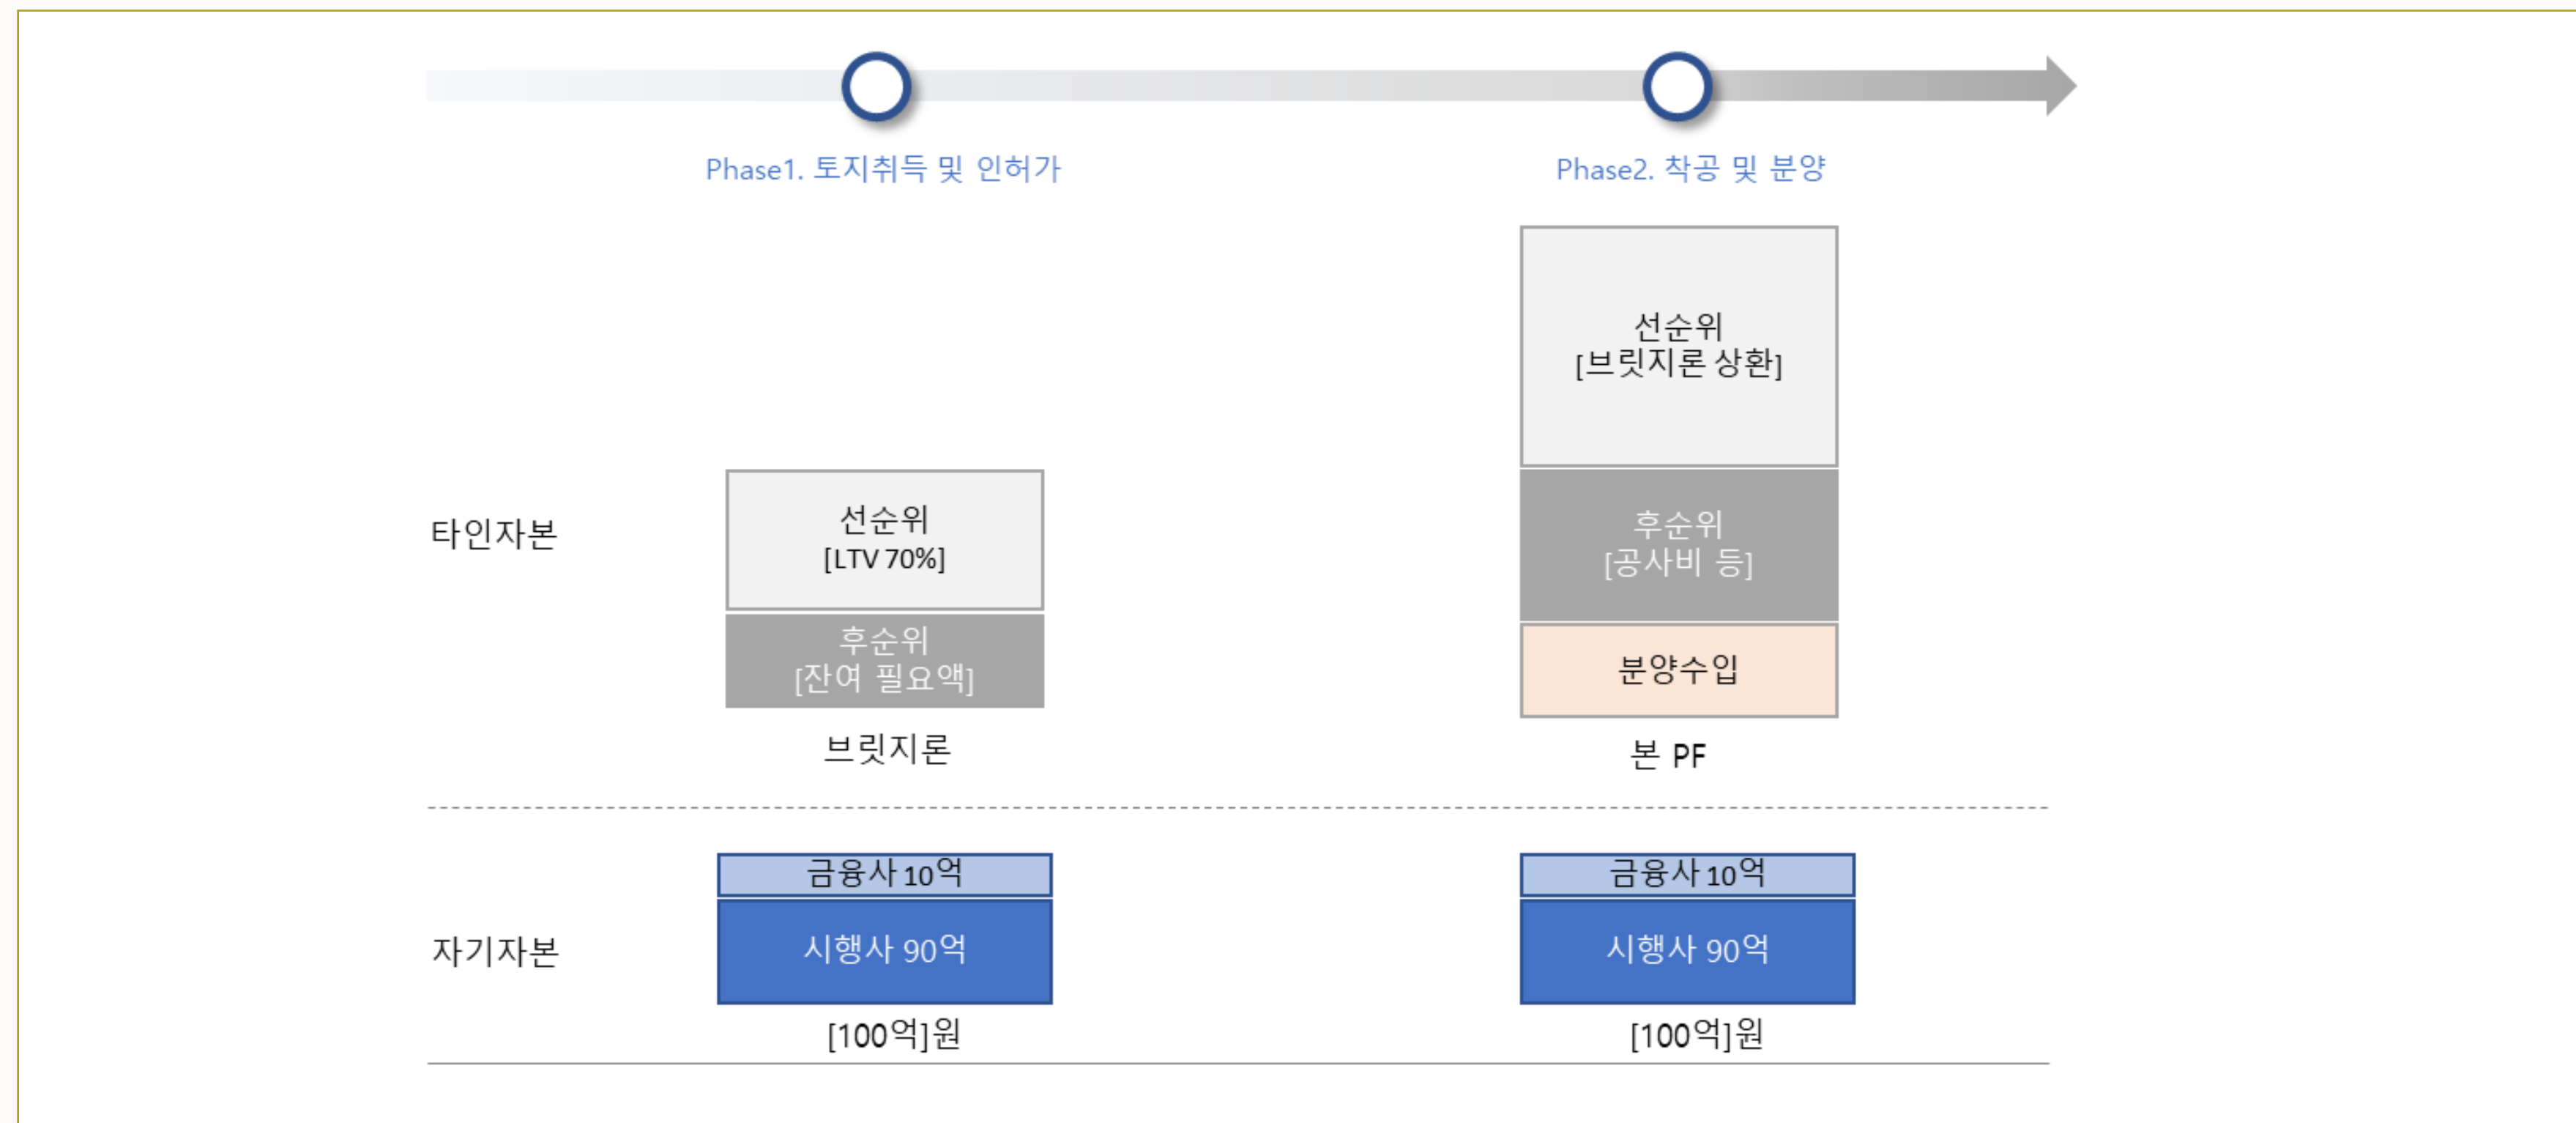 Phase1. 토지취득 및 인허가
Phase2. 착공 및 분양
타인자본
선순위
[LTV 70%]
후순위
[잔여 필요액]
브릿지론
선순위
[브릿지론 상환]
후순위
[공사비 등]
분양수입
본 PF
자기자본
금융사 10억
시행사 90억
[100억]원
금융사 10억
시행사 90억
[100억]원